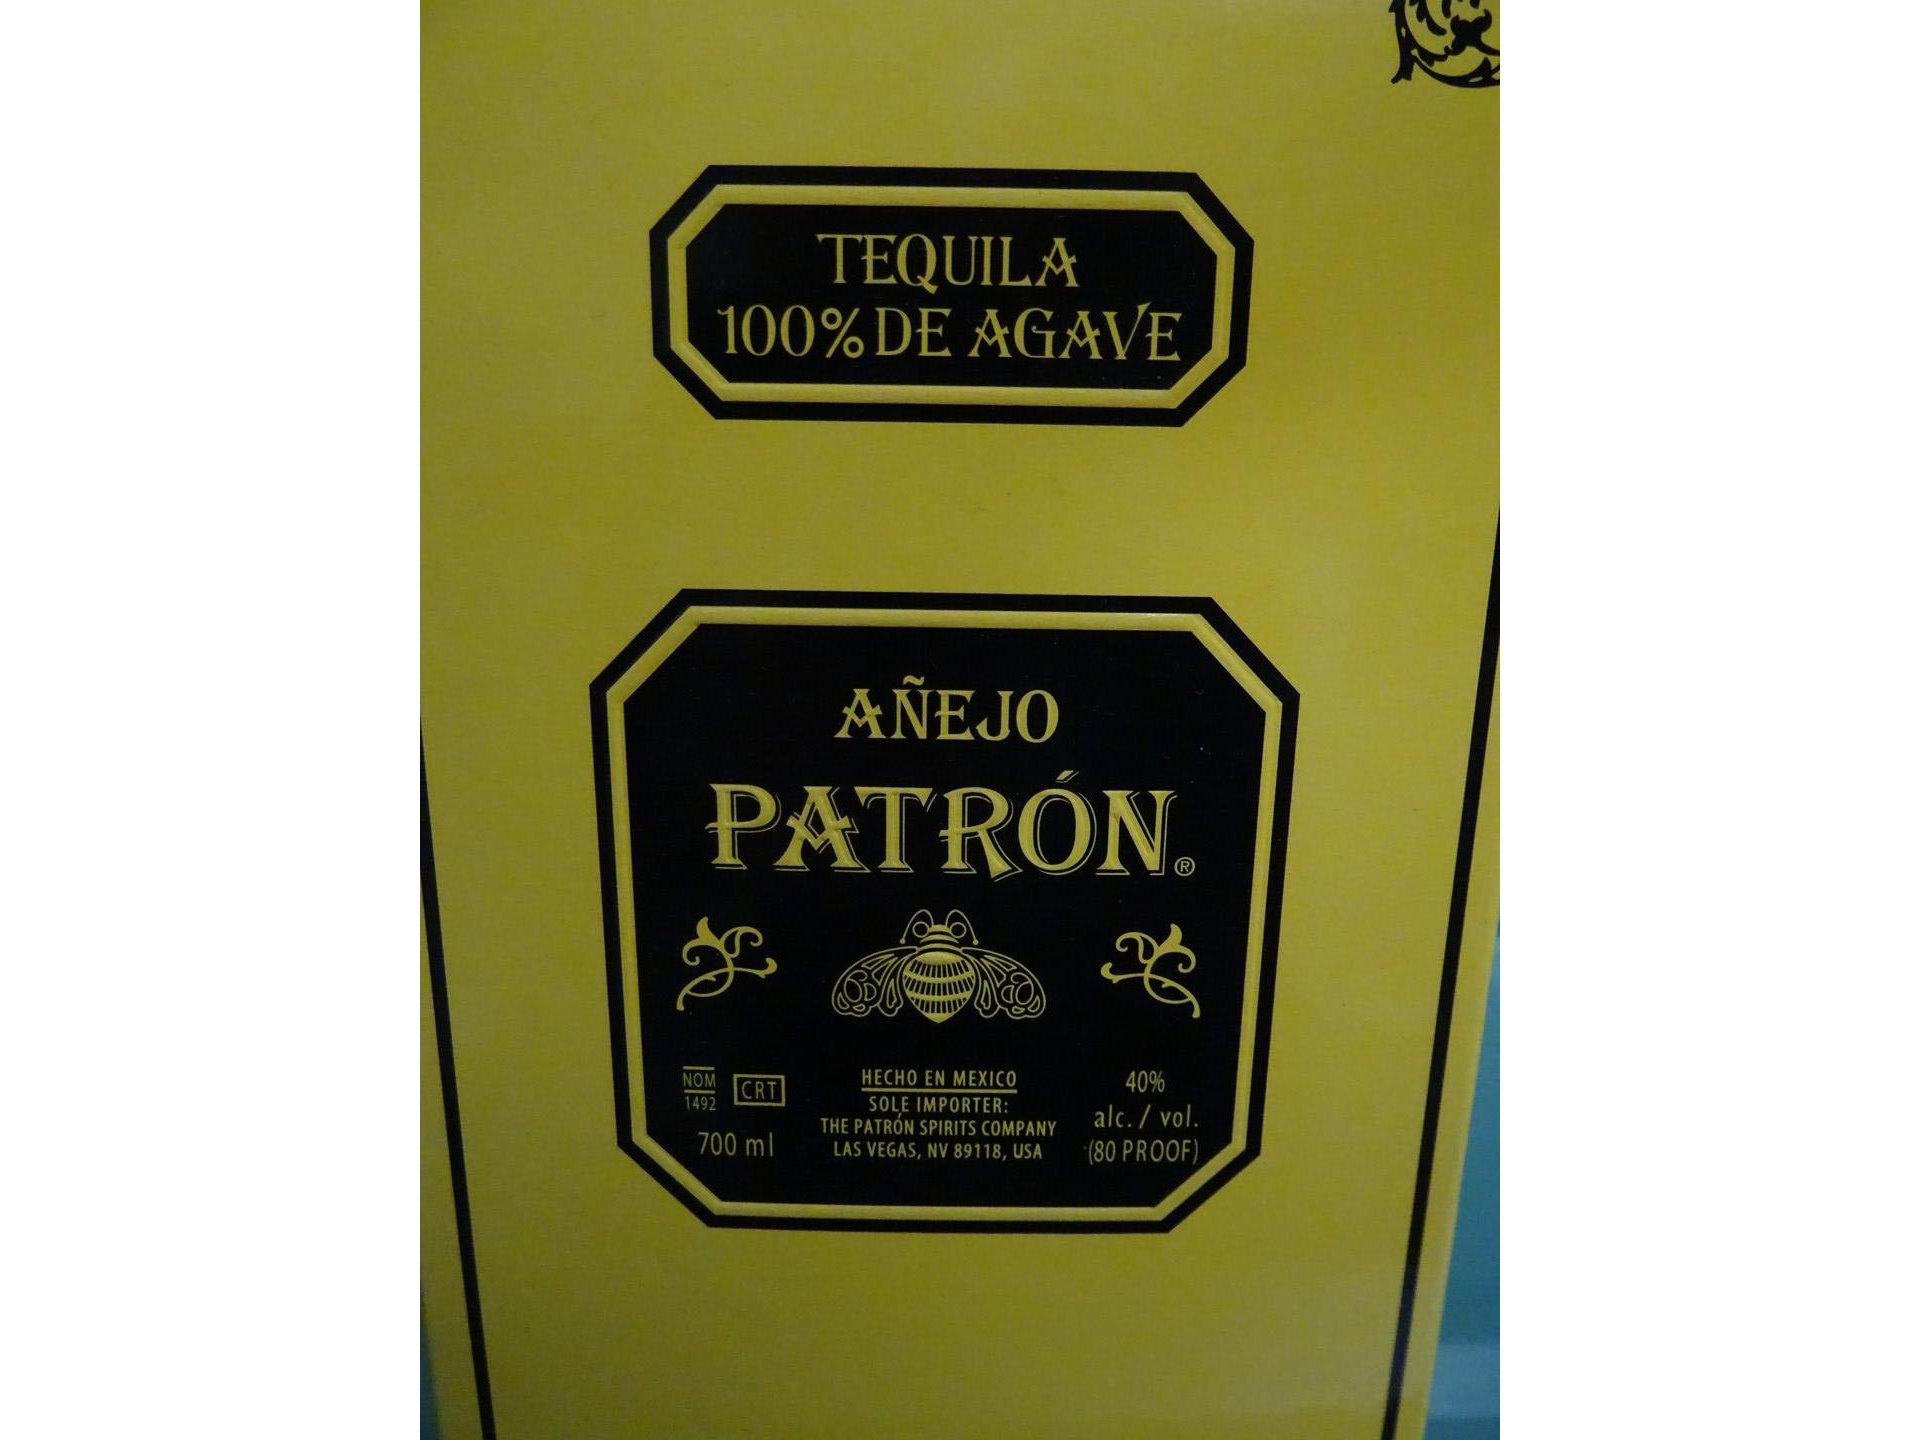 TEQUILA
100% DE AGAVE
AÑEJO
PATRÓN®
NOM
1492
CRT
700 ml
HECHO EN MEXICO
SOLE IMPORTER:
THE PATRÓN SPIRITS COMPANY
LAS VEGAS, NV 89118, USA
40%
alc. / vol.
(80 PROOF)